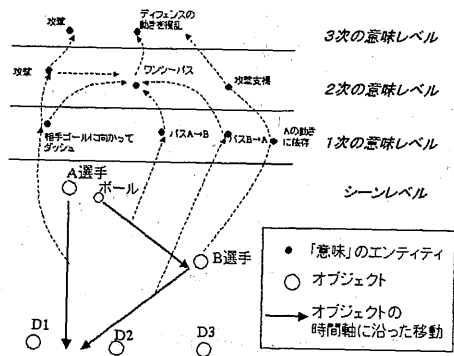 攻撃
ディフェンスの
動きを撹乱
3次の意味レベル
攻撃
ワンツーパス
攻撃支援
2次の意味レベル
相手ゴールに向かって
ダッシュ
パスA→B
パスB→A
Aの動き
に依存
1次の意味レベル
A選手
ボール
シーンレベル
B選手
D1
D2
D3
「意味」のエンティティ
オブジェクト
オブジェクトの
時間軸に沿った移動